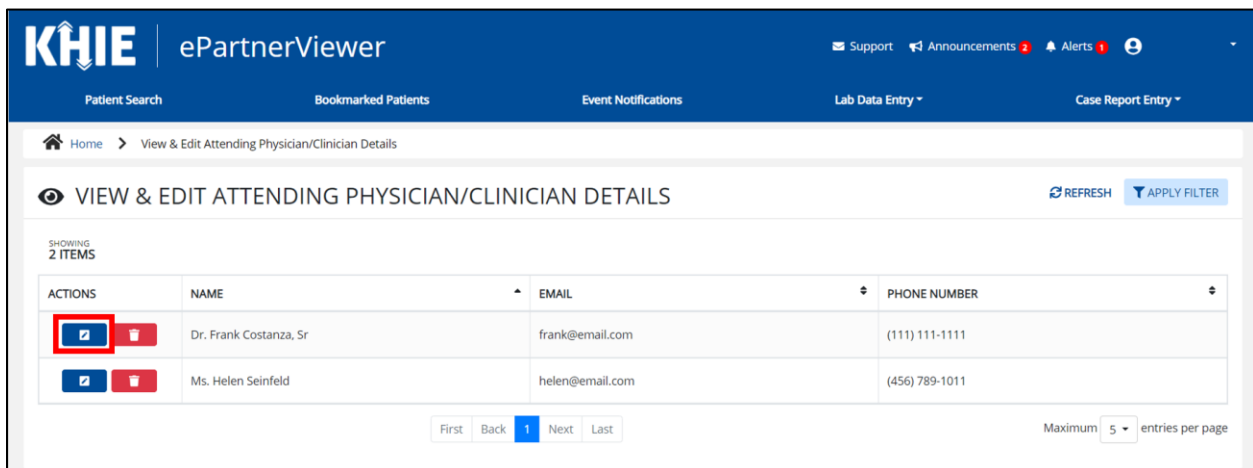 KHIE ePartnerViewer Support Announcements 2 Alerts 1
Patient Search Bookmarked Patients Event Notifications Lab Data Entry Case Report Entry
Home > View & Edit Attending Physician/Clinician Details
VIEW & EDIT ATTENDING PHYSICIAN/CLINICIAN DETAILS REFRESH APPLY FILTER
SHOWING
2 ITEMS
ACTIONS NAME EMAIL PHONE NUMBER
Dr. Frank Costanza, Sr frank@email.com (111) 111-1111
Ms. Helen Seinfeld helen@email.com (456) 789-1011
First Back 1 Next Last Maximum 5 entries per page